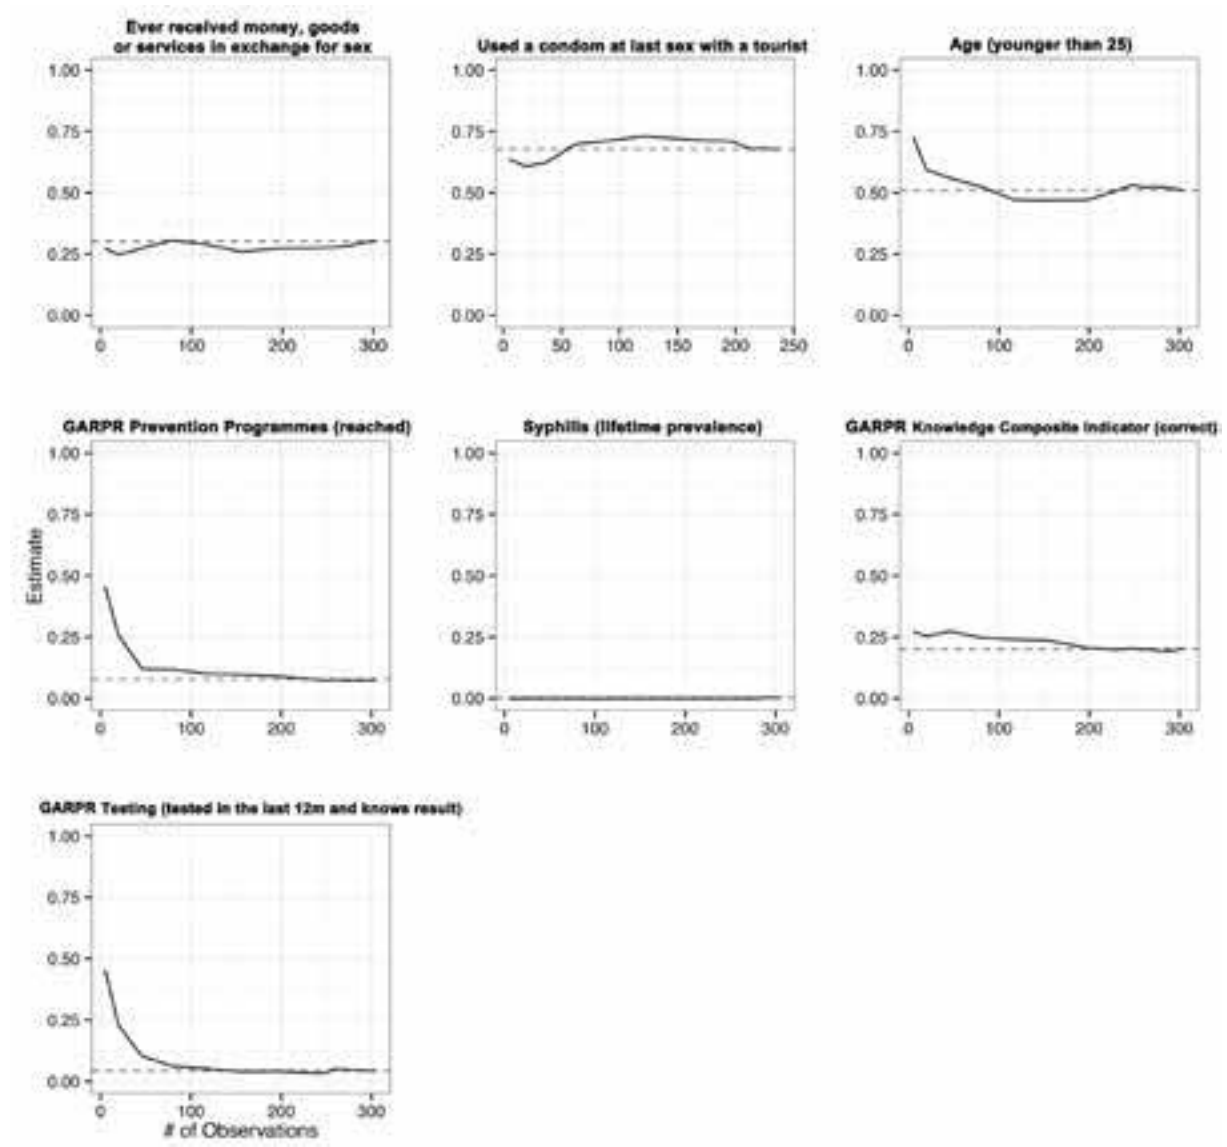 Ever received money, goods
or services in exchange for sex
Used a condom at last sex with a tourist
Age (younger than 25)
1.00
0.75
0.50
0.25
0.00
0 100 200 300
1.00
0.75
0.50
0.25
0.00
0 50 100 150 200 250
1.00
0.75
0.50
0.25
0.00
0 100 200 300
GARPR Prevention Programmes (reached)
Syphillis (lifetime prevalence)
GARPR Knowledge Composite Indicator (correct)
Estimate
1.00
0.75
0.50
0.25
0.00
0 100 200 300
1.00
0.75
0.50
0.25
0.00
0 100 200 300
1.00
0.75
0.50
0.25
0.00
0 100 200 300
GARPR Testing (tested in the last 12m and knows result)
1.00
0.75
0.50
0.25
0.00
0 100 200 300
# of Observations